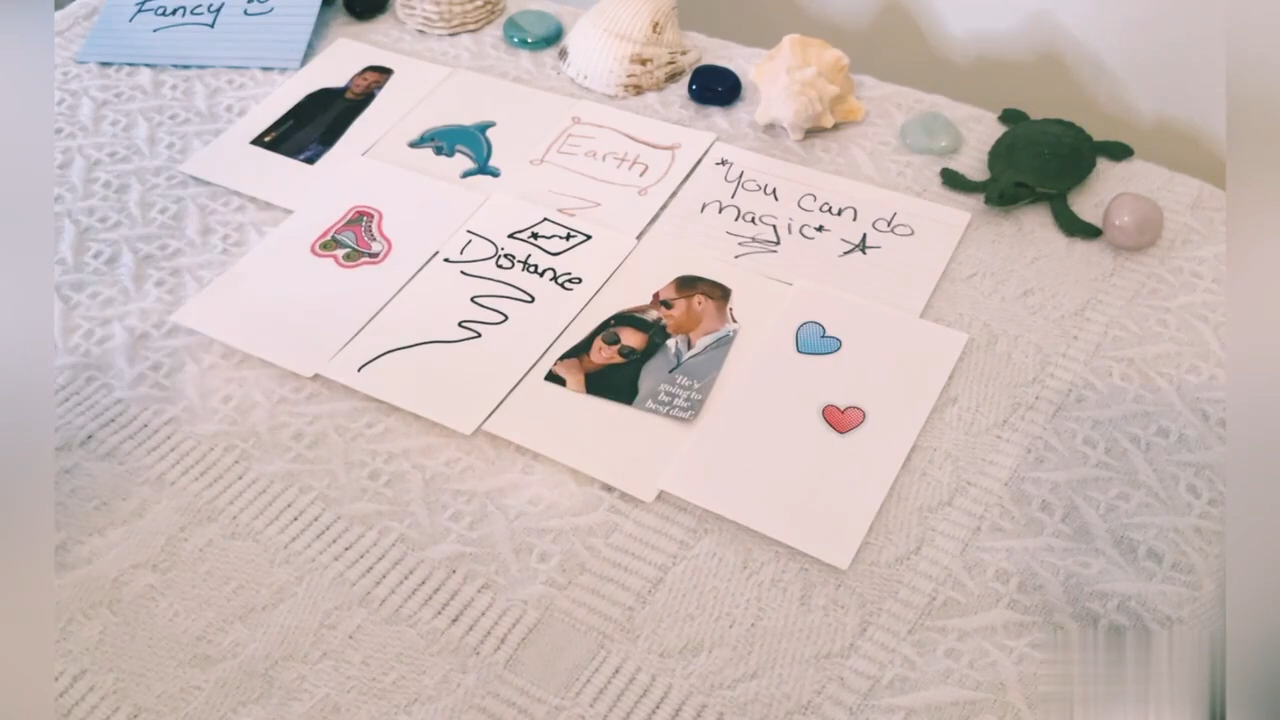 Fancy
Earth
*You can do
magic*
Distance
"He's
going to
be the
best dad'